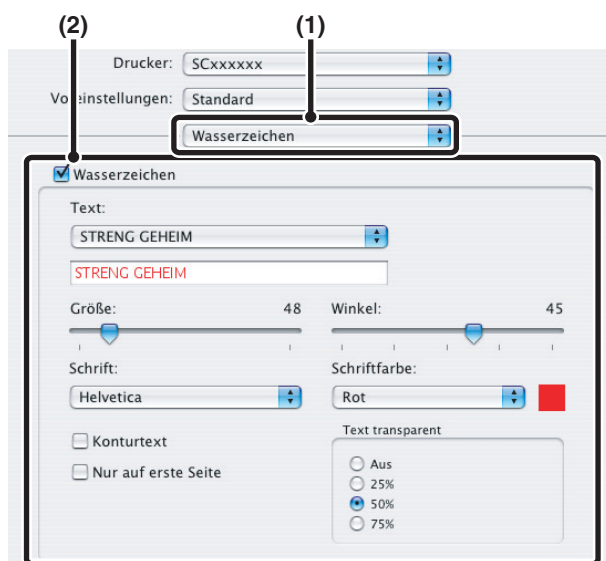 (2) (1)
Drucker: SCxxxxxx
Voreinstellungen: Standard
Wasserzeichen
Wasserzeichen
Text:
STRENG GEHEIM
STRENG GEHEIM
Größe: 48 Winkel: 45
Schrift: Schriftfarbe:
Helvetica Rot
Konturtext Text transparent
Nur auf erste Seite Aus
25%
50%
75%